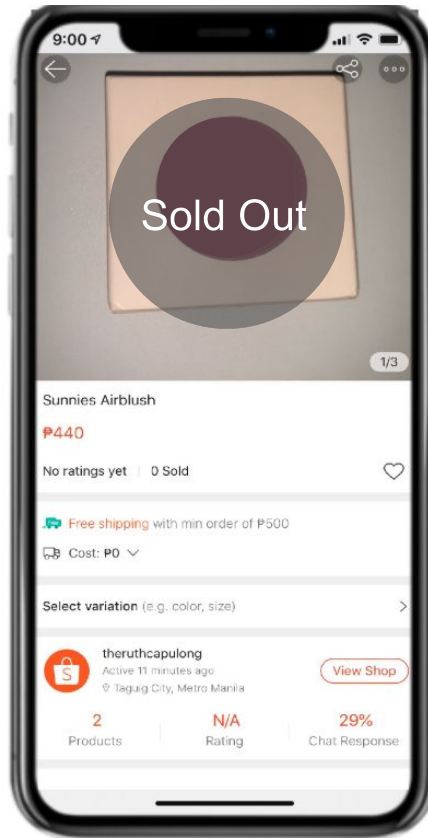 9:00
Sold Out
1/3
Sunnies Airblush
₱440
No ratings yet | 0 Sold
Free shipping with min order of ₱500
Cost: ₱0
Select variation (e.g. color, size)
theruthcapulong
Active 11 minutes ago
Taguig City, Metro Manila
View Shop
2 N/A 29%
Products Rating Chat Response